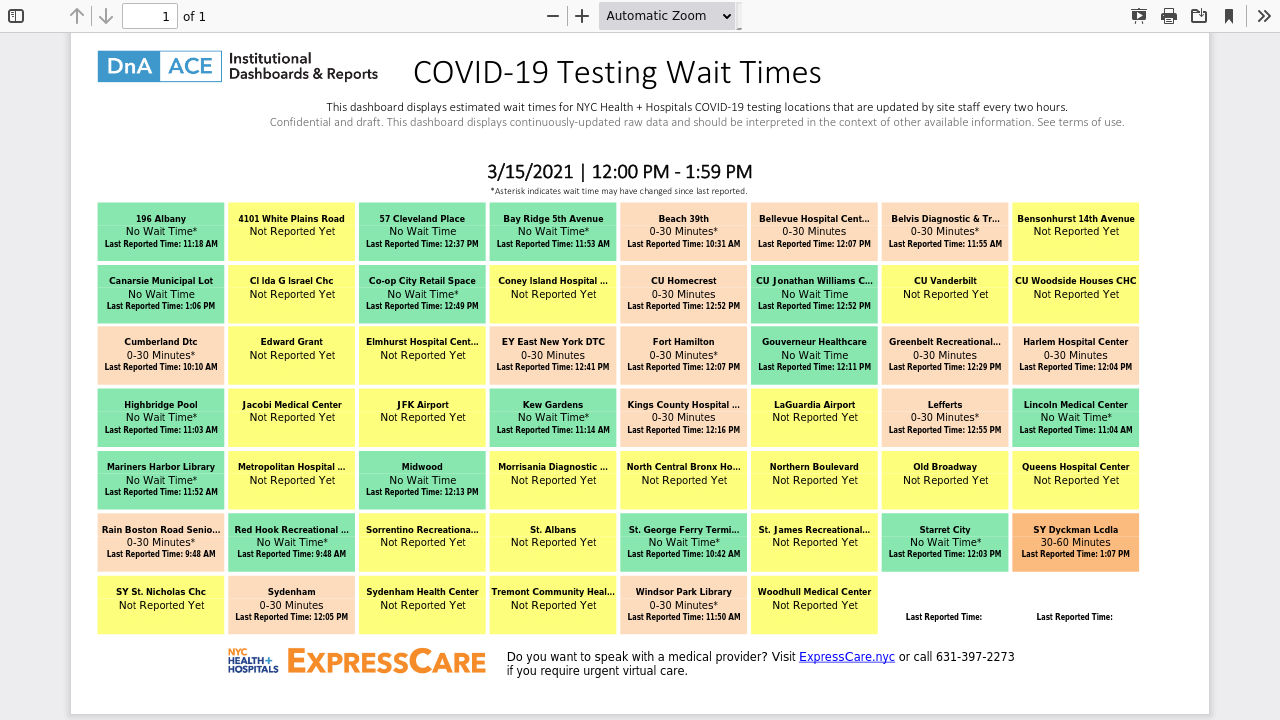 1 of 1
Automatic Zoom
DnA ACE Institutional
Dashboards & Reports
COVID-19 Testing Wait Times
This dashboard displays estimated wait times for NYC Health + Hospitals COVID-19 testing locations that are updated by site staff every two hours.
Confidential and draft. This dashboard displays continuously-updated raw data and should be interpreted in the context of other available information. See terms of use.
3/15/2021 | 12:00 PM - 1:59 PM
*Asterisk indicates wait time may have changed since last reported.
196 Albany
No Wait Time*
Last Reported Time: 11:18 AM
4101 White Plains Road
Not Reported Yet
57 Cleveland Place
No Wait Time
Last Reported Time: 12:37 PM
Bay Ridge 5th Avenue
No Wait Time*
Last Reported Time: 11:53 AM
Beach 39th
0-30 Minutes*
Last Reported Time: 10:31 AM
Bellevue Hospital Cent...
0-30 Minutes
Last Reported Time: 12:07 PM
Belvis Diagnostic & Tr...
0-30 Minutes*
Last Reported Time: 11:55 AM
Bensonhurst 14th Avenue
Not Reported Yet
Canarsie Municipal Lot
No Wait Time
Last Reported Time: 1:06 PM
Cl Ida G Israel Chc
Not Reported Yet
Co-op City Retail Space
No Wait Time*
Last Reported Time: 12:49 PM
Coney Island Hospital ...
Not Reported Yet
CU Homecrest
0-30 Minutes
Last Reported Time: 12:52 PM
CU Jonathan Williams C...
No Wait Time
Last Reported Time: 12:52 PM
CU Vanderbilt
Not Reported Yet
CU Woodside Houses CHC
Not Reported Yet
Cumberland Dtc
0-30 Minutes*
Last Reported Time: 10:10 AM
Edward Grant
Not Reported Yet
Elmhurst Hospital Cent...
Not Reported Yet
EY East New York DTC
0-30 Minutes
Last Reported Time: 12:41 PM
Fort Hamilton
0-30 Minutes*
Last Reported Time: 12:07 PM
Gouverneur Healthcare
No Wait Time
Last Reported Time: 12:11 PM
Greenbelt Recreational...
0-30 Minutes
Last Reported Time: 12:29 PM
Harlem Hospital Center
0-30 Minutes
Last Reported Time: 12:04 PM
Highbridge Pool
No Wait Time*
Last Reported Time: 11:03 AM
Jacobi Medical Center
Not Reported Yet
JFK Airport
Not Reported Yet
Kew Gardens
No Wait Time*
Last Reported Time: 11:14 AM
Kings County Hospital ...
0-30 Minutes
Last Reported Time: 12:16 PM
LaGuardia Airport
Not Reported Yet
Lefferts
0-30 Minutes*
Last Reported Time: 12:55 PM
Lincoln Medical Center
No Wait Time*
Last Reported Time: 11:04 AM
Mariners Harbor Library
No Wait Time*
Last Reported Time: 11:52 AM
Metropolitan Hospital ...
Not Reported Yet
Midwood
No Wait Time
Last Reported Time: 12:13 PM
Morrisania Diagnostic ...
Not Reported Yet
North Central Bronx Ho...
Not Reported Yet
Northern Boulevard
Not Reported Yet
Old Broadway
Not Reported Yet
Queens Hospital Center
Not Reported Yet
Rain Boston Road Senio...
0-30 Minutes*
Last Reported Time: 9:48 AM
Red Hook Recreational ...
No Wait Time*
Last Reported Time: 9:48 AM
Sorrentino Recreationa...
Not Reported Yet
St. Albans
Not Reported Yet
St. George Ferry Termi...
No Wait Time*
Last Reported Time: 10:42 AM
St. James Recreational...
Not Reported Yet
Starret City
No Wait Time*
Last Reported Time: 12:03 PM
SY Dyckman Lcdla
30-60 Minutes
Last Reported Time: 1:07 PM
SY St. Nicholas Chc
Not Reported Yet
Sydenham
0-30 Minutes
Last Reported Time: 12:05 PM
Sydenham Health Center
Not Reported Yet
Tremont Community Heal...
Not Reported Yet
Windsor Park Library
0-30 Minutes*
Last Reported Time: 11:50 AM
Woodhull Medical Center
Not Reported Yet
Last Reported Time:
Last Reported Time:
NYC
HEALTH+
HOSPITALS
EXPRESSCARE
Do you want to speak with a medical provider? Visit ExpressCare.nyc or call 631-397-2273
if you require urgent virtual care.